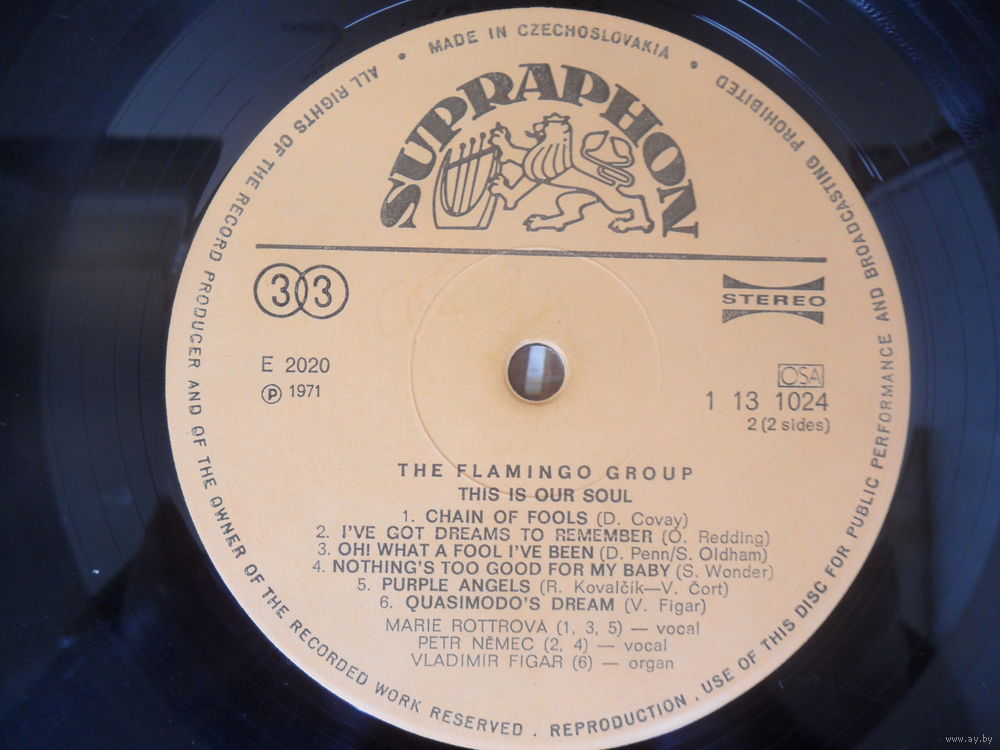 ALL RIGHTS OF THE RECORD PRODUCER AND OF THE OWNER OF THE RECORDED WORK RESERVED . REPRODUCTION . USE OF THIS DISC FOR PUBLIC PERFORMANCE AND BROADCASTING PROHIBITED
• MADE IN CZECHOSLOVAKIA •
SUPRAPHON
33
STEREO
E 2020
Ⓟ 1971
OSA
1 13 1024
2 (2 sides)
THE FLAMINGO GROUP
THIS IS OUR SOUL
1. CHAIN OF FOOLS (D. Covay)
2. I'VE GOT DREAMS TO REMEMBER (O. Redding)
3. OH! WHAT A FOOL I'VE BEEN (D. Penn/S. Oldham)
4. NOTHING'S TOO GOOD FOR MY BABY (S. Wonder)
5. PURPLE ANGELS (R. Kovalčík—V. Čort)
6. QUASIMODO'S DREAM (V. Figar)
MARIE ROTTROVÁ (1, 3, 5) — vocal
PETR NĚMEC (2, 4) — vocal
VLADIMÍR FIGAR (6) — organ
www.ay.by